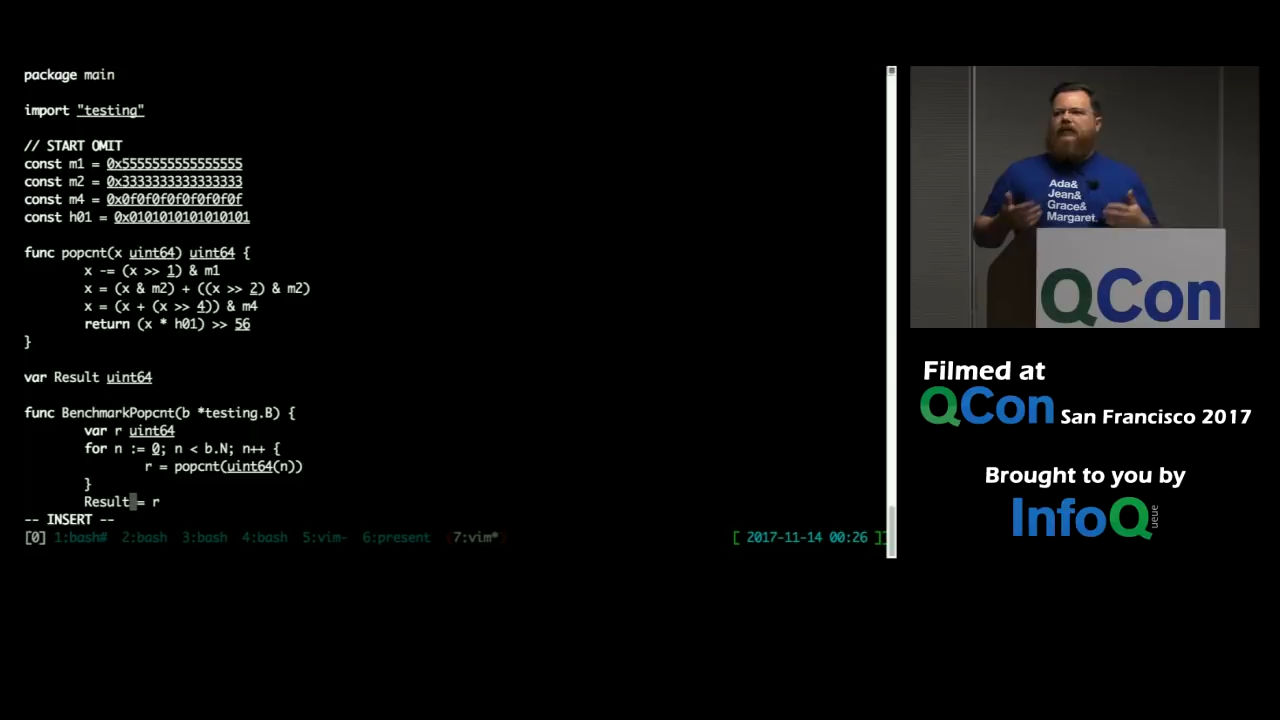 package main
import "testing"
// START OMIT
const m1 = 0x5555555555555555
const m2 = 0x3333333333333333
const m4 = 0x0f0f0f0f0f0f0f0f
const h01 = 0x0101010101010101
func popcnt(x uint64) uint64 {
x -= (x >> 1) & m1
x = (x & m2) + ((x >> 2) & m2)
x = (x + (x >> 4)) & m4
return (x * h01) >> 56
}
var Result uint64
func BenchmarkPopcnt(b *testing.B) {
var r uint64
for n := 0; n < b.N; n++ {
r = popcnt(uint64(n))
}
Result = r
-- INSERT --
[0] 1:bash# 2:bash 3:bash 4:bash 5:vim- 6:present 7:vim* [ 2017-11-14 00:26 ]
Ada&
Jean&
Grace&
Margaret.
QCon
Filmed at
QCon San Francisco 2017
Brought to you by
InfoQ
ueue